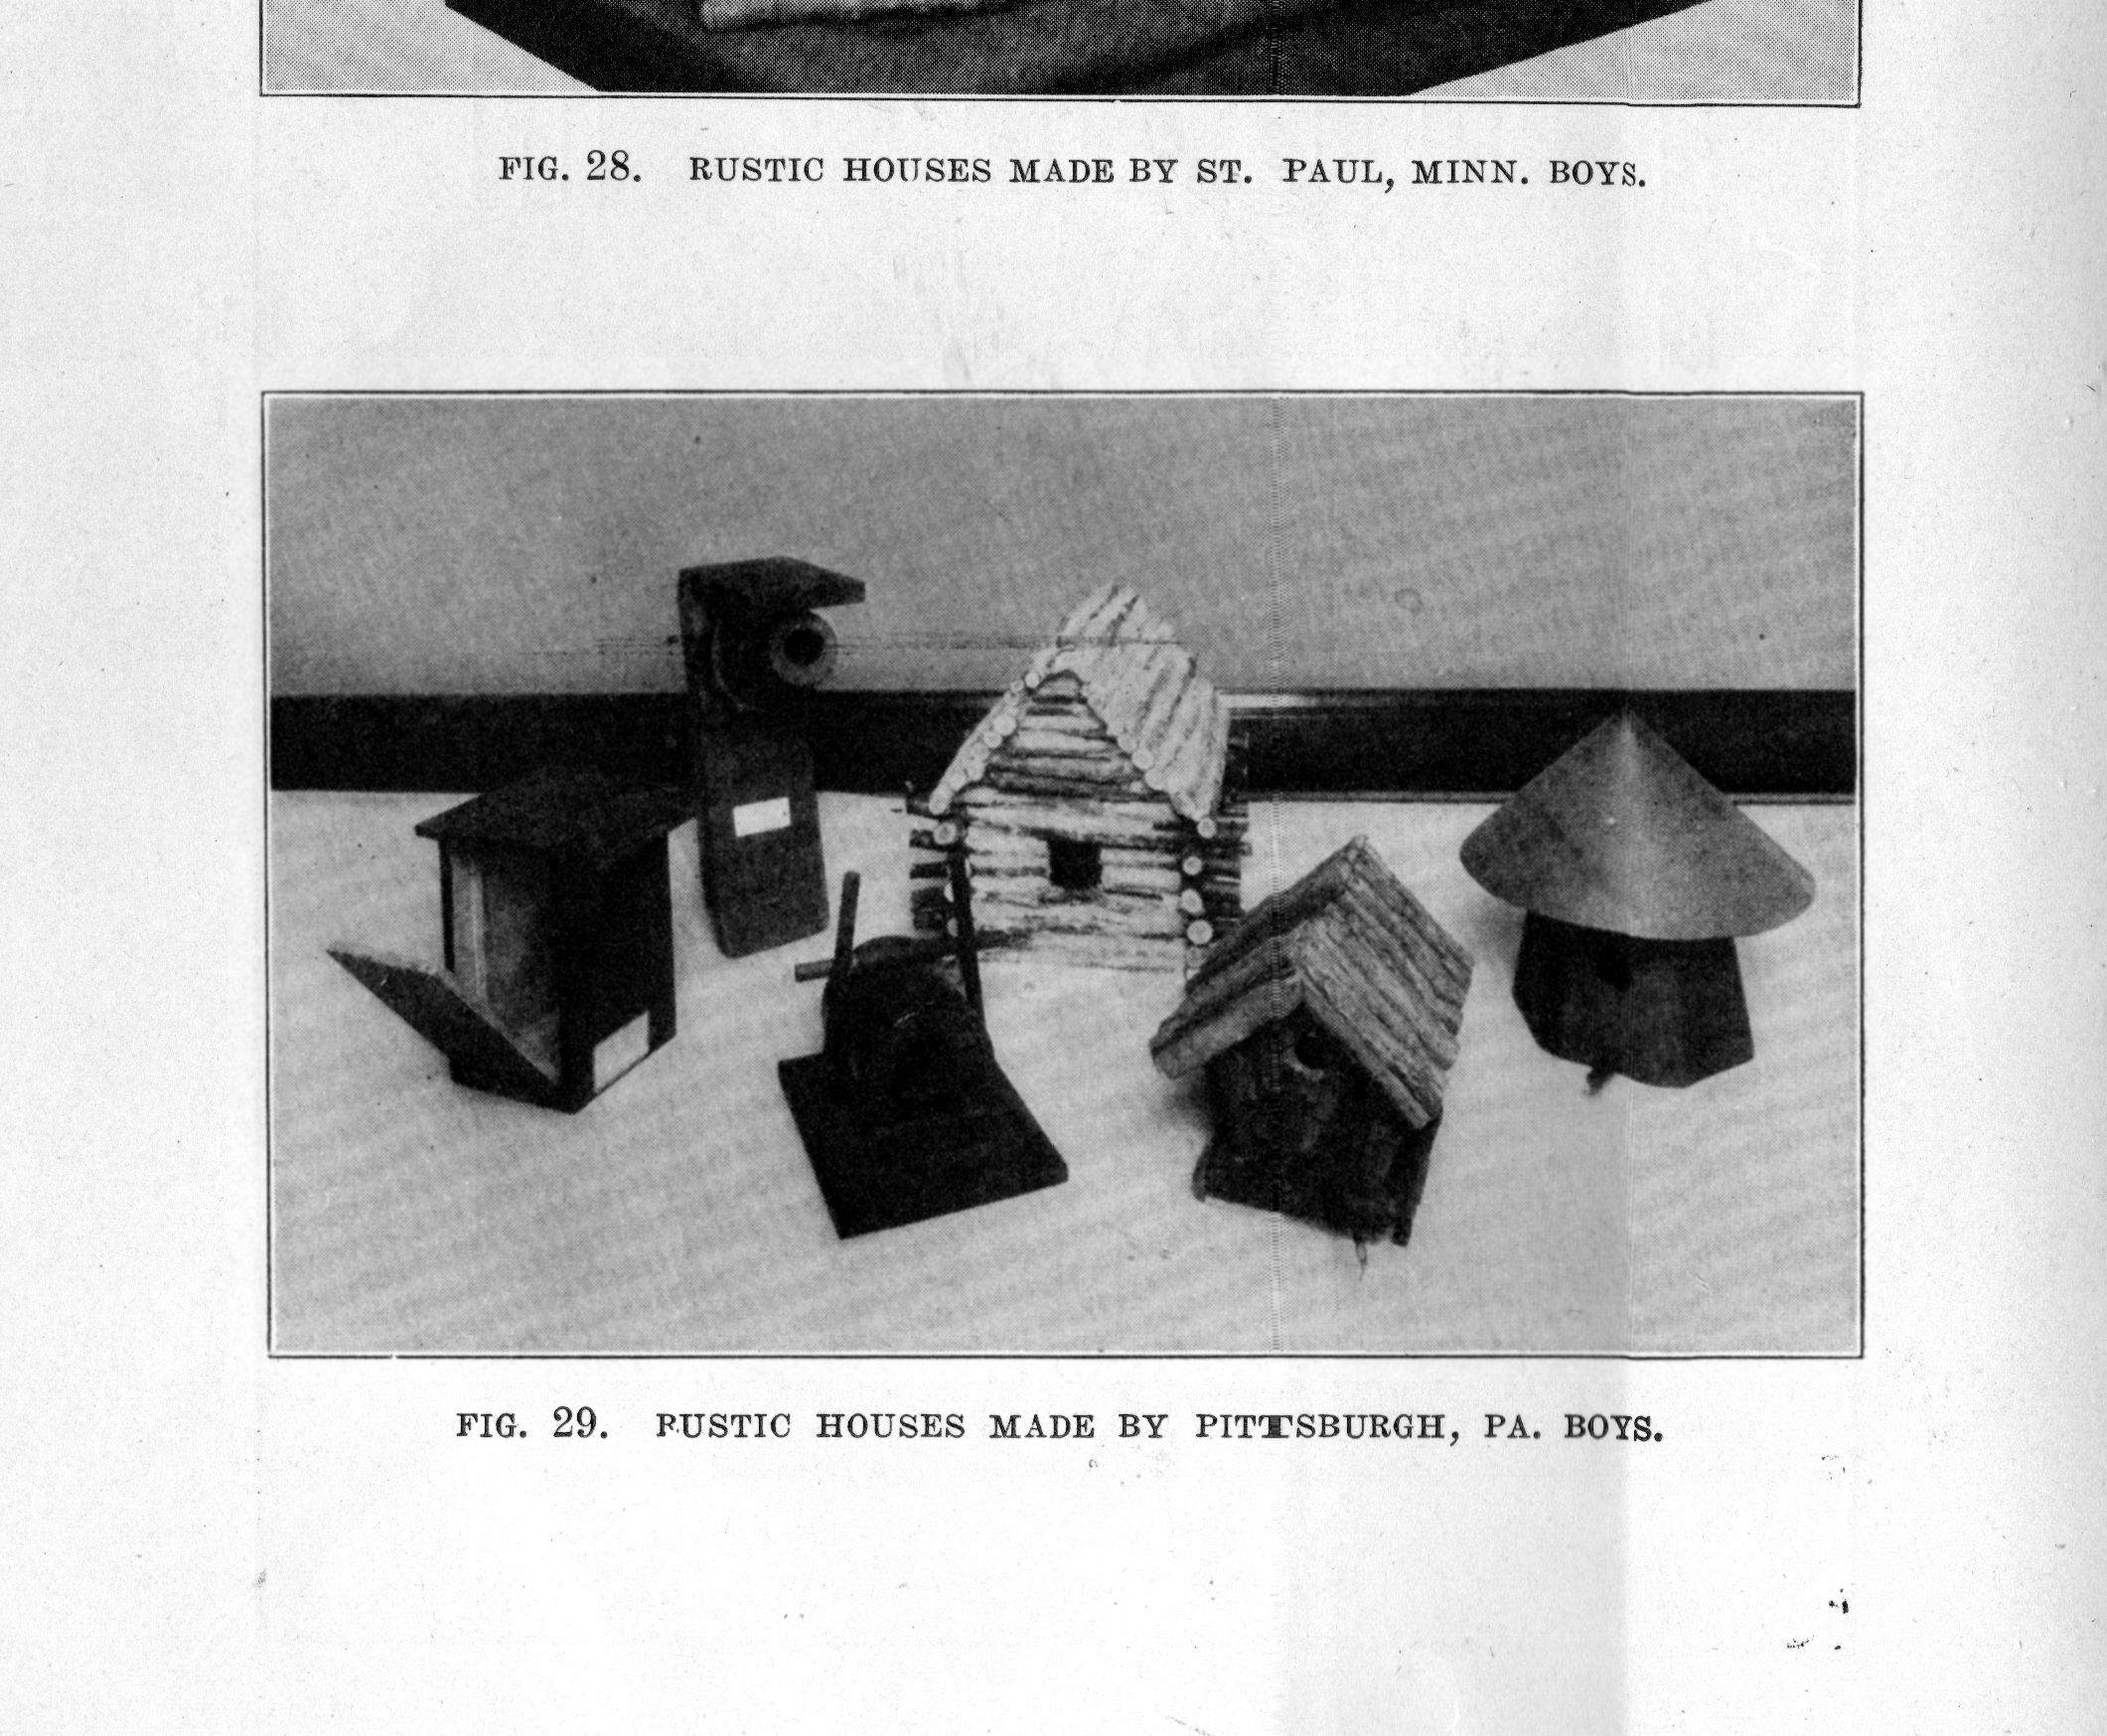 FIG. 28. RUSTIC HOUSES MADE BY ST. PAUL, MINN. BOYS.
FIG. 29. RUSTIC HOUSES MADE BY PITTSBURGH, PA. BOYS.